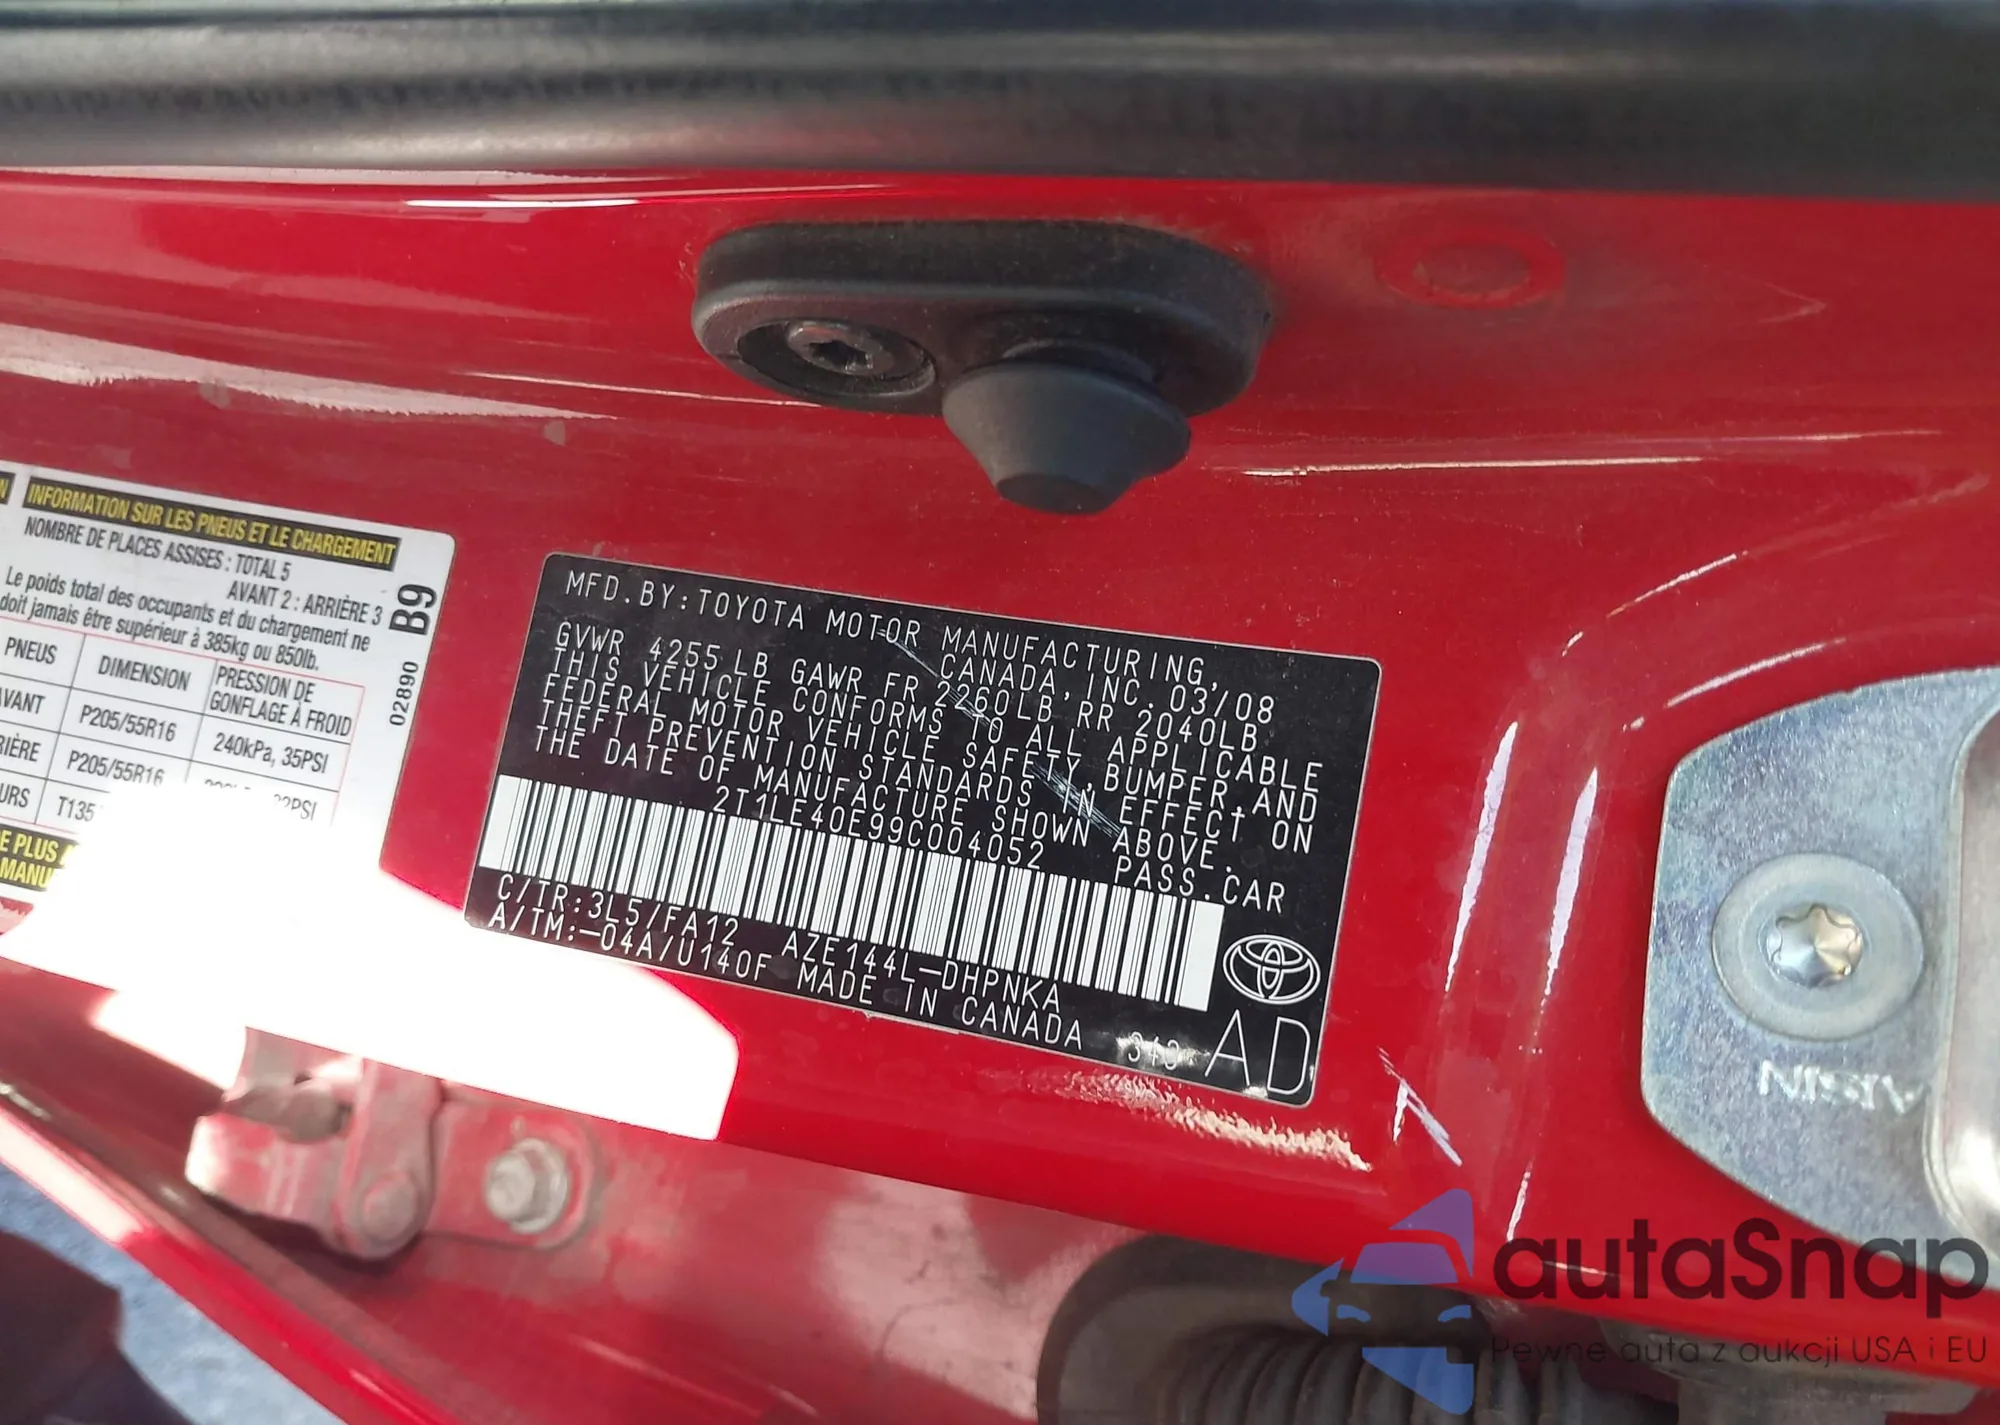 INFORMATION SUR LES PNEUS ET LE CHARGEMENT
NOMBRE DE PLACES ASSISES : TOTAL 5
AVANT 2 : ARRIÈRE 3
Le poids total des occupants et du chargement ne
doit jamais être supérieur à 385kg ou 850lb.
PNEUS DIMENSION PRESSION DE GONFLAGE À FROID
AVANT P205/55R16 240kPa, 35PSI
P205/55R16
B9
02890
MFD.BY:TOYOTA MOTOR MANUFACTURING,
CANADA,INC. 03/08
GVWR 4255LB GAWR FR 2260LB RR 2040LB
THIS VEHICLE CONFORMS TO ALL APPLICABLE
FEDERAL MOTOR VEHICLE SAFETY,BUMPER,AND
THEFT PREVENTION STANDARDS IN EFFECT ON
THE DATE OF MANUFACTURE SHOWN ABOVE.
2T1LE40E99C004052 PASS.CAR
C/TR:3L5/FA12 AZE144L-DHPNKA
A/TM:-04A/U140F MADE IN CANADA
AD
autaSnap
Pewne auta z aukcji USA i EU